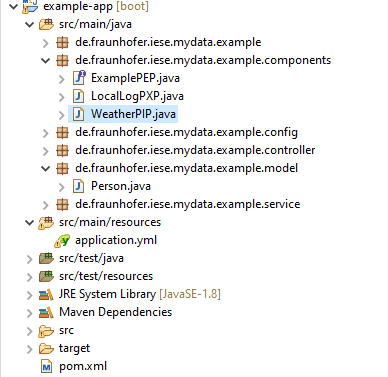 example-app [boot]
src/main/java
de.fraunhofer.iese.mydata.example
de.fraunhofer.iese.mydata.example.components
ExamplePEP.java
LocalLogPXP.java
WeatherPIP.java
de.fraunhofer.iese.mydata.example.config
de.fraunhofer.iese.mydata.example.controller
de.fraunhofer.iese.mydata.example.model
Person.java
de.fraunhofer.iese.mydata.example.service
src/main/resources
application.yml
src/test/java
src/test/resources
JRE System Library [JavaSE-1.8]
Maven Dependencies
src
target
pom.xml